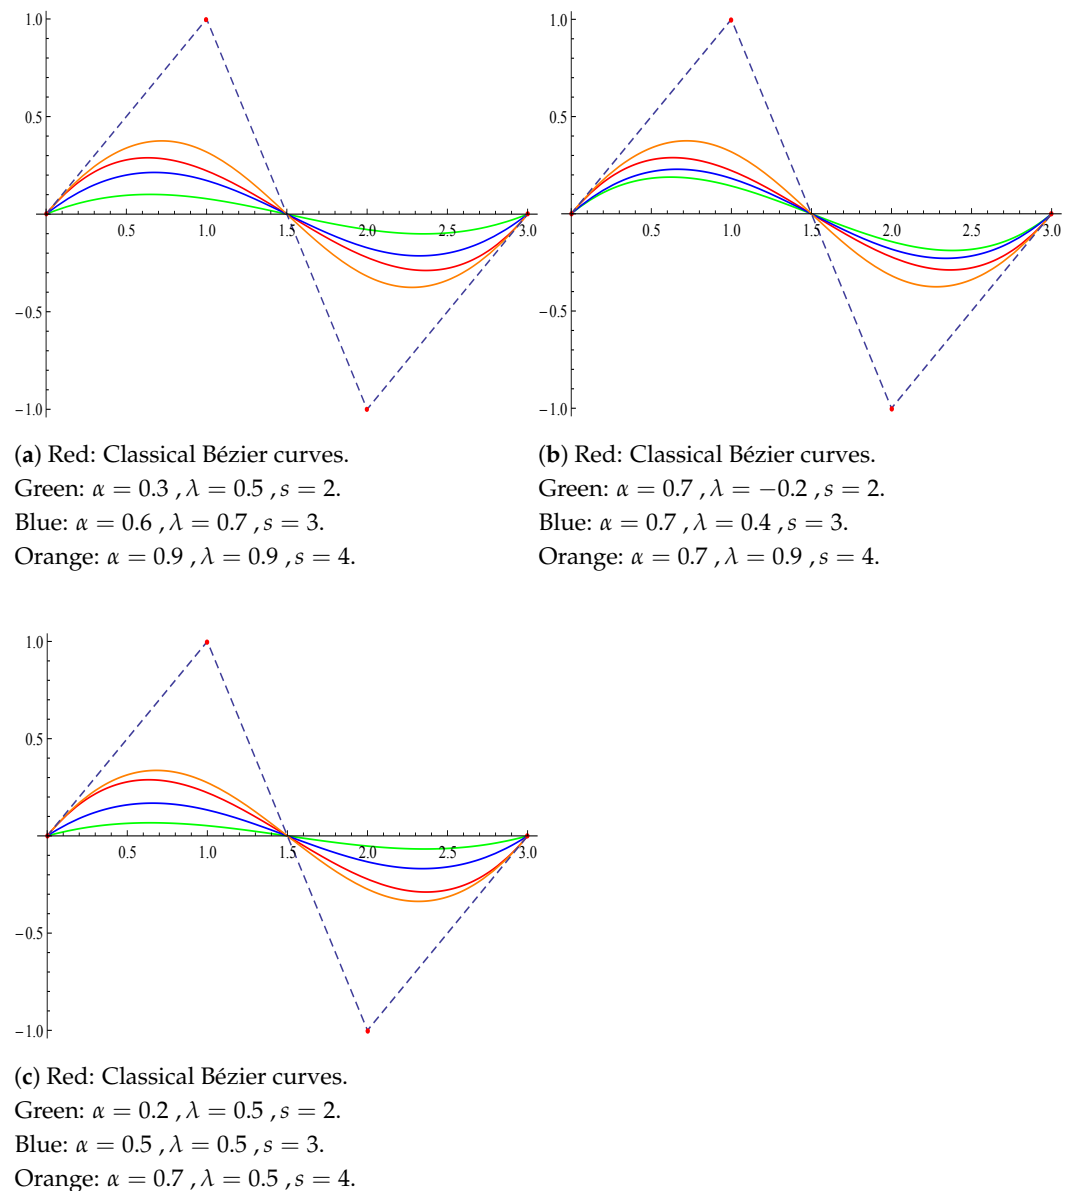 1.0
0.5
0.5 1.0 1.5 2.0 2.5 3.0
−0.5
−1.0
(a) Red: Classical Bézier curves.
Green: α = 0.3 , λ = 0.5 , s = 2.
Blue: α = 0.6 , λ = 0.7 , s = 3.
Orange: α = 0.9 , λ = 0.9 , s = 4.
1.0
0.5
0.5 1.0 1.5 2.0 2.5 3.0
−0.5
−1.0
(b) Red: Classical Bézier curves.
Green: α = 0.7 , λ = −0.2 , s = 2.
Blue: α = 0.7 , λ = 0.4 , s = 3.
Orange: α = 0.7 , λ = 0.9 , s = 4.
1.0
0.5
0.5 1.0 1.5 2.0 2.5 3.0
−0.5
−1.0
(c) Red: Classical Bézier curves.
Green: α = 0.2 , λ = 0.5 , s = 2.
Blue: α = 0.5 , λ = 0.5 , s = 3.
Orange: α = 0.7 , λ = 0.5 , s = 4.